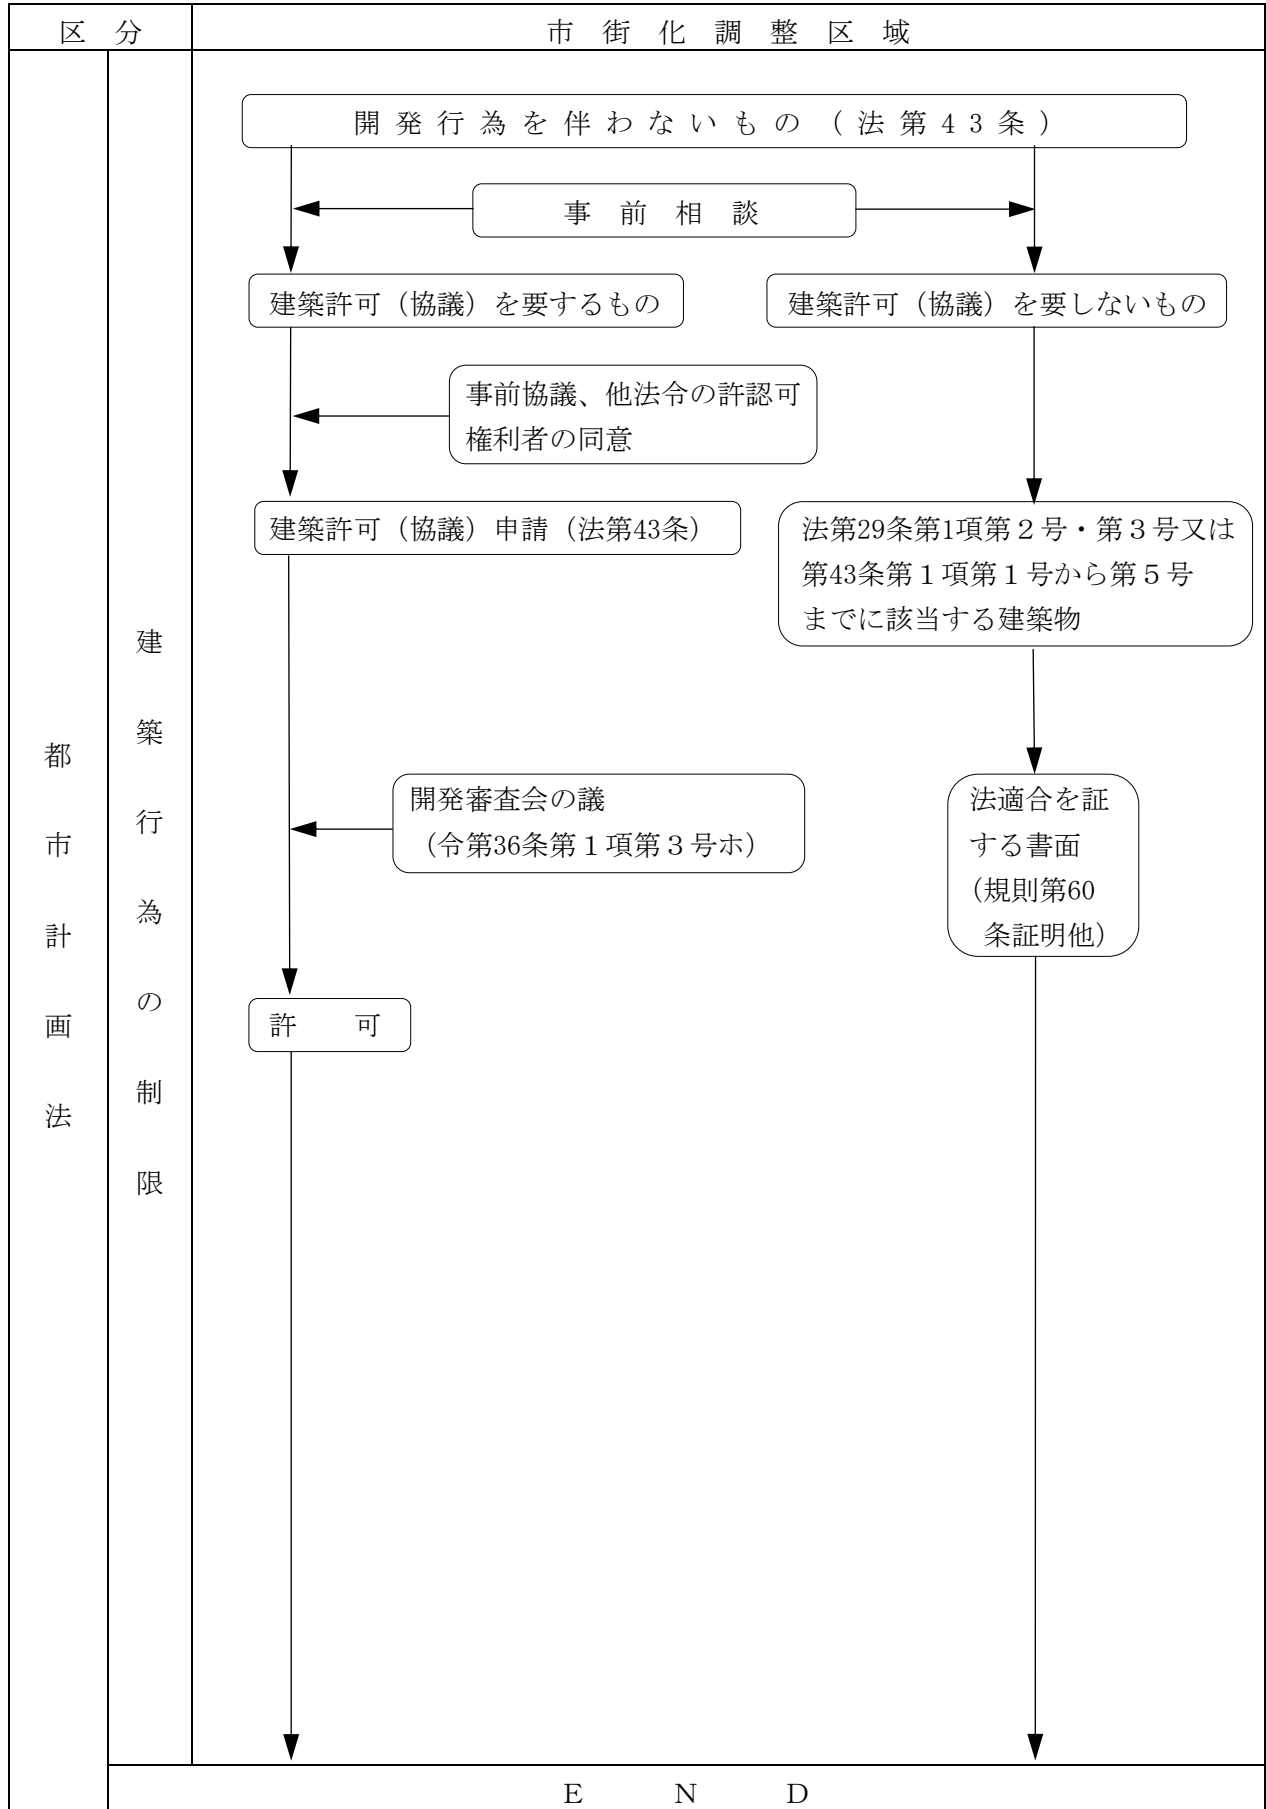 区　分
市　街　化　調　整　区　域
開発行為を伴わないもの（法第43条）
事　前　相　談
建築許可（協議）を要するもの
建築許可（協議）を要しないもの
事前協議、他法令の許認可
権利者の同意
建築許可（協議）申請（法第43条）
法第29条第1項第２号・第３号又は
第43条第１項第１号から第５号
までに該当する建築物
開発審査会の議
（令第36条第１項第３号ホ）
法適合を証
する書面
（規則第60
条証明他）
許　　可
都市計画法
建築行為の制限
Ｅ　Ｎ　Ｄ